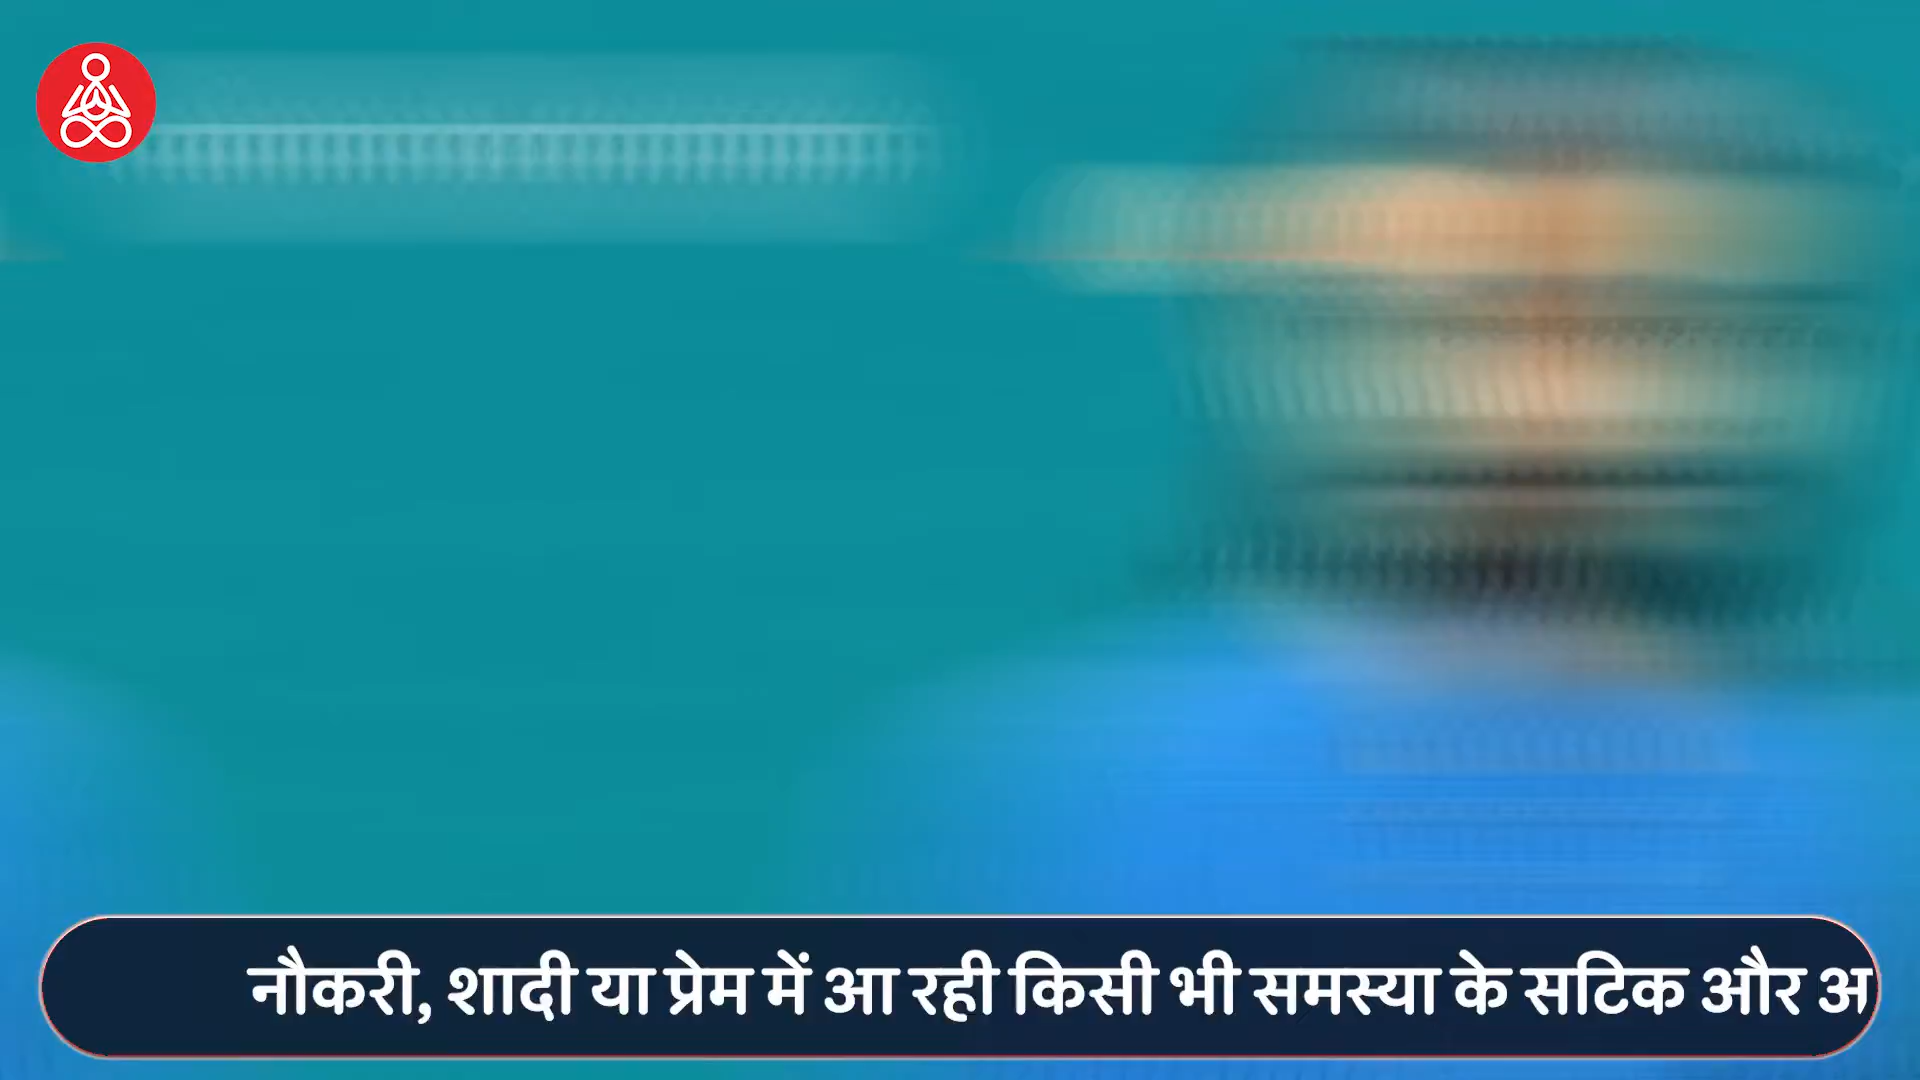 नौकरी, शादी या प्रेम में आ रही किसी भी समस्या के सटिक और